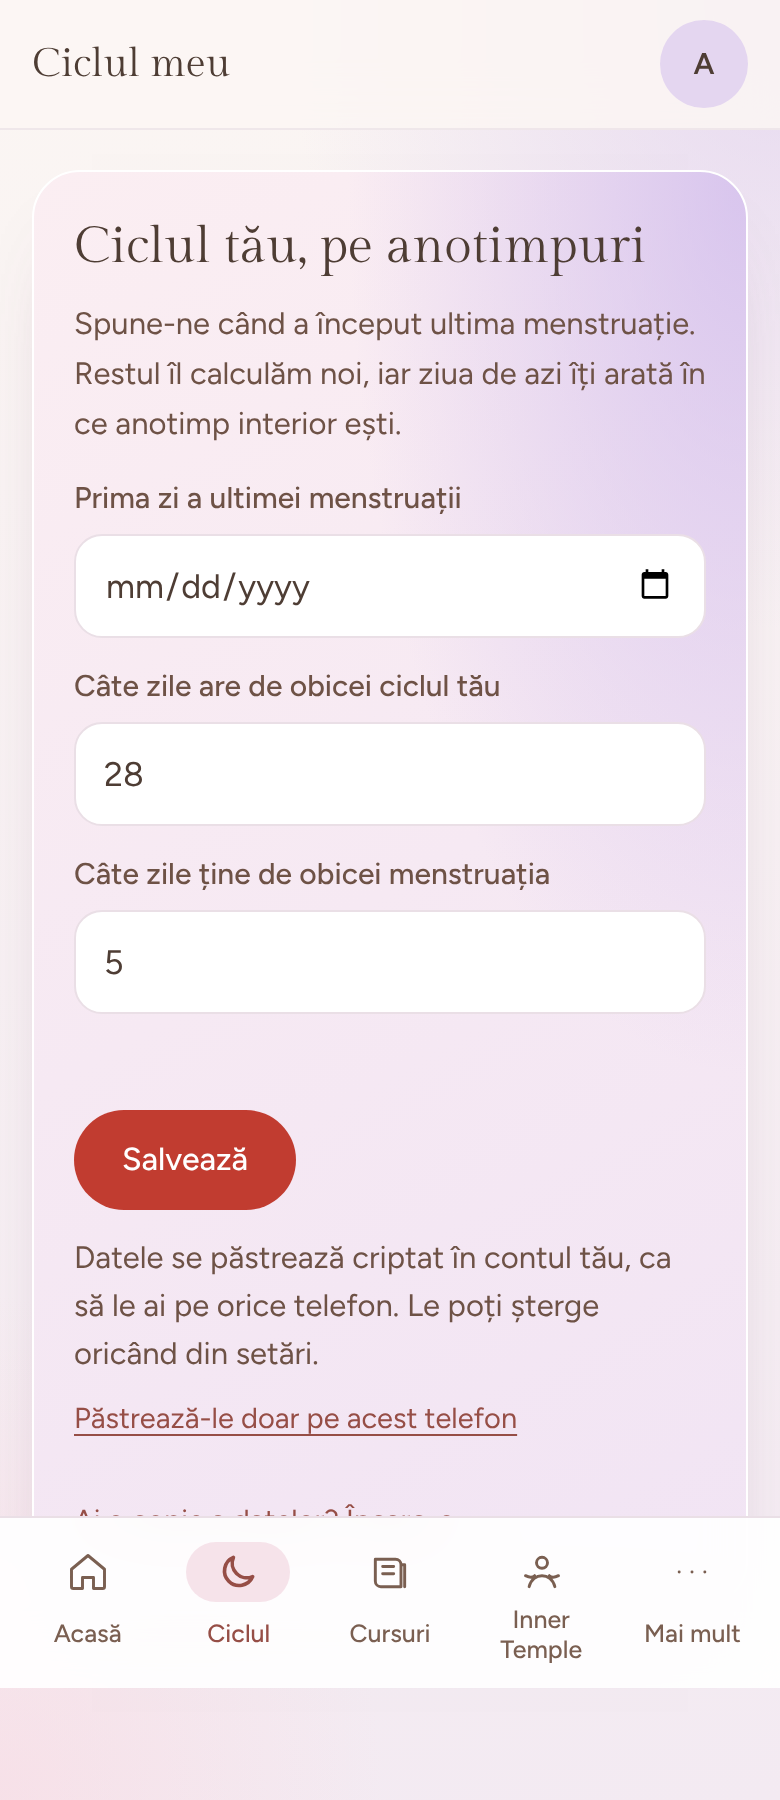 Ciclul meu
A
Ciclul tău, pe anotimpuri
Spune-ne când a început ultima menstruație.
Restul îl calculăm noi, iar ziua de azi îți arată în
ce anotimp interior ești.
Prima zi a ultimei menstruații
mm/dd/yyyy
Câte zile are de obicei ciclul tău
28
Câte zile ține de obicei menstruația
5
Salvează
Datele se păstrează criptat în contul tău, ca
să le ai pe orice telefon. Le poți șterge
oricând din setări.
Păstrează-le doar pe acest telefon
Acasă
Ciclul
Cursuri
Inner
Temple
Mai mult